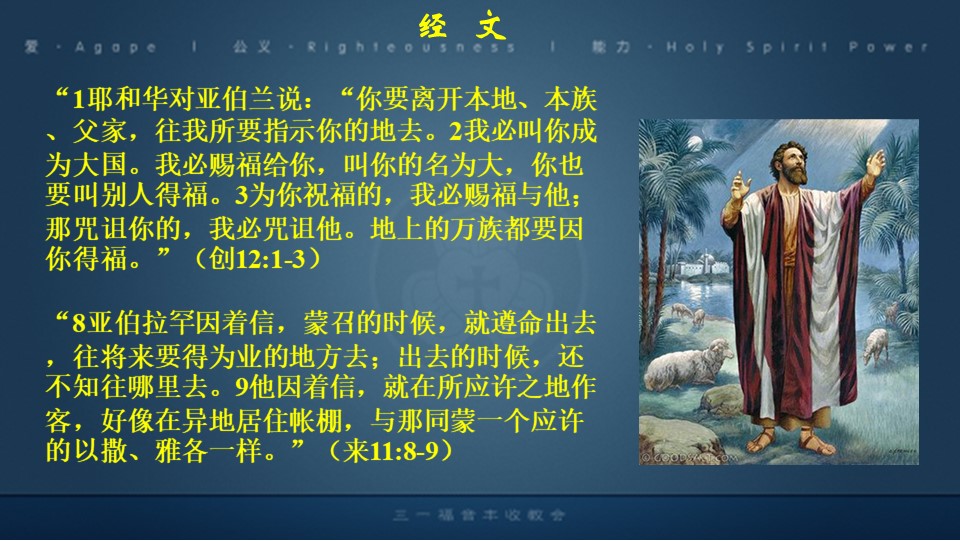 经 文
爱·Agape | 公义·Righteousness | 能力·Holy Spirit Power
“1耶和华对亚伯兰说：“你要离开本地、本族
、父家，往我所要指示你的地去。2我必叫你成
为大国。我必赐福给你，叫你的名为大，你也
要叫别人得福。3为你祝福的，我必赐福与他；
那咒诅你的，我必咒诅他。地上的万族都要因
你得福。”（创12:1-3）
“8亚伯拉罕因着信，蒙召的时候，就遵命出去
，往将来要得为业的地方去；出去的时候，还
不知往哪里去。9他因着信，就在所应许之地作
客，好像在异地居住帐棚，与那同蒙一个应许
的以撒、雅各一样。”（来11:8-9）
三一福音丰收教会